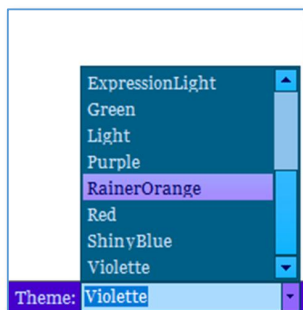 ExpressionLight
Green
Light
Purple
RainerOrange
Red
ShinyBlue
Violette
Theme: Violette